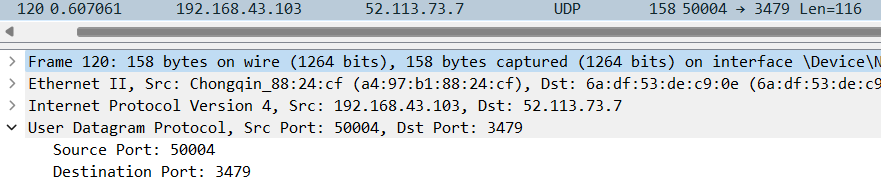 120 0.607061 192.168.43.103 52.113.73.7 UDP 158 50004 → 3479 Len=116
Frame 120: 158 bytes on wire (1264 bits), 158 bytes captured (1264 bits) on interface \Device\N
Ethernet II, Src: Chongqin_88:24:cf (a4:97:b1:88:24:cf), Dst: 6a:df:53:de:c9:0e (6a:df:53:de:c9
Internet Protocol Version 4, Src: 192.168.43.103, Dst: 52.113.73.7
User Datagram Protocol, Src Port: 50004, Dst Port: 3479
Source Port: 50004
Destination Port: 3479